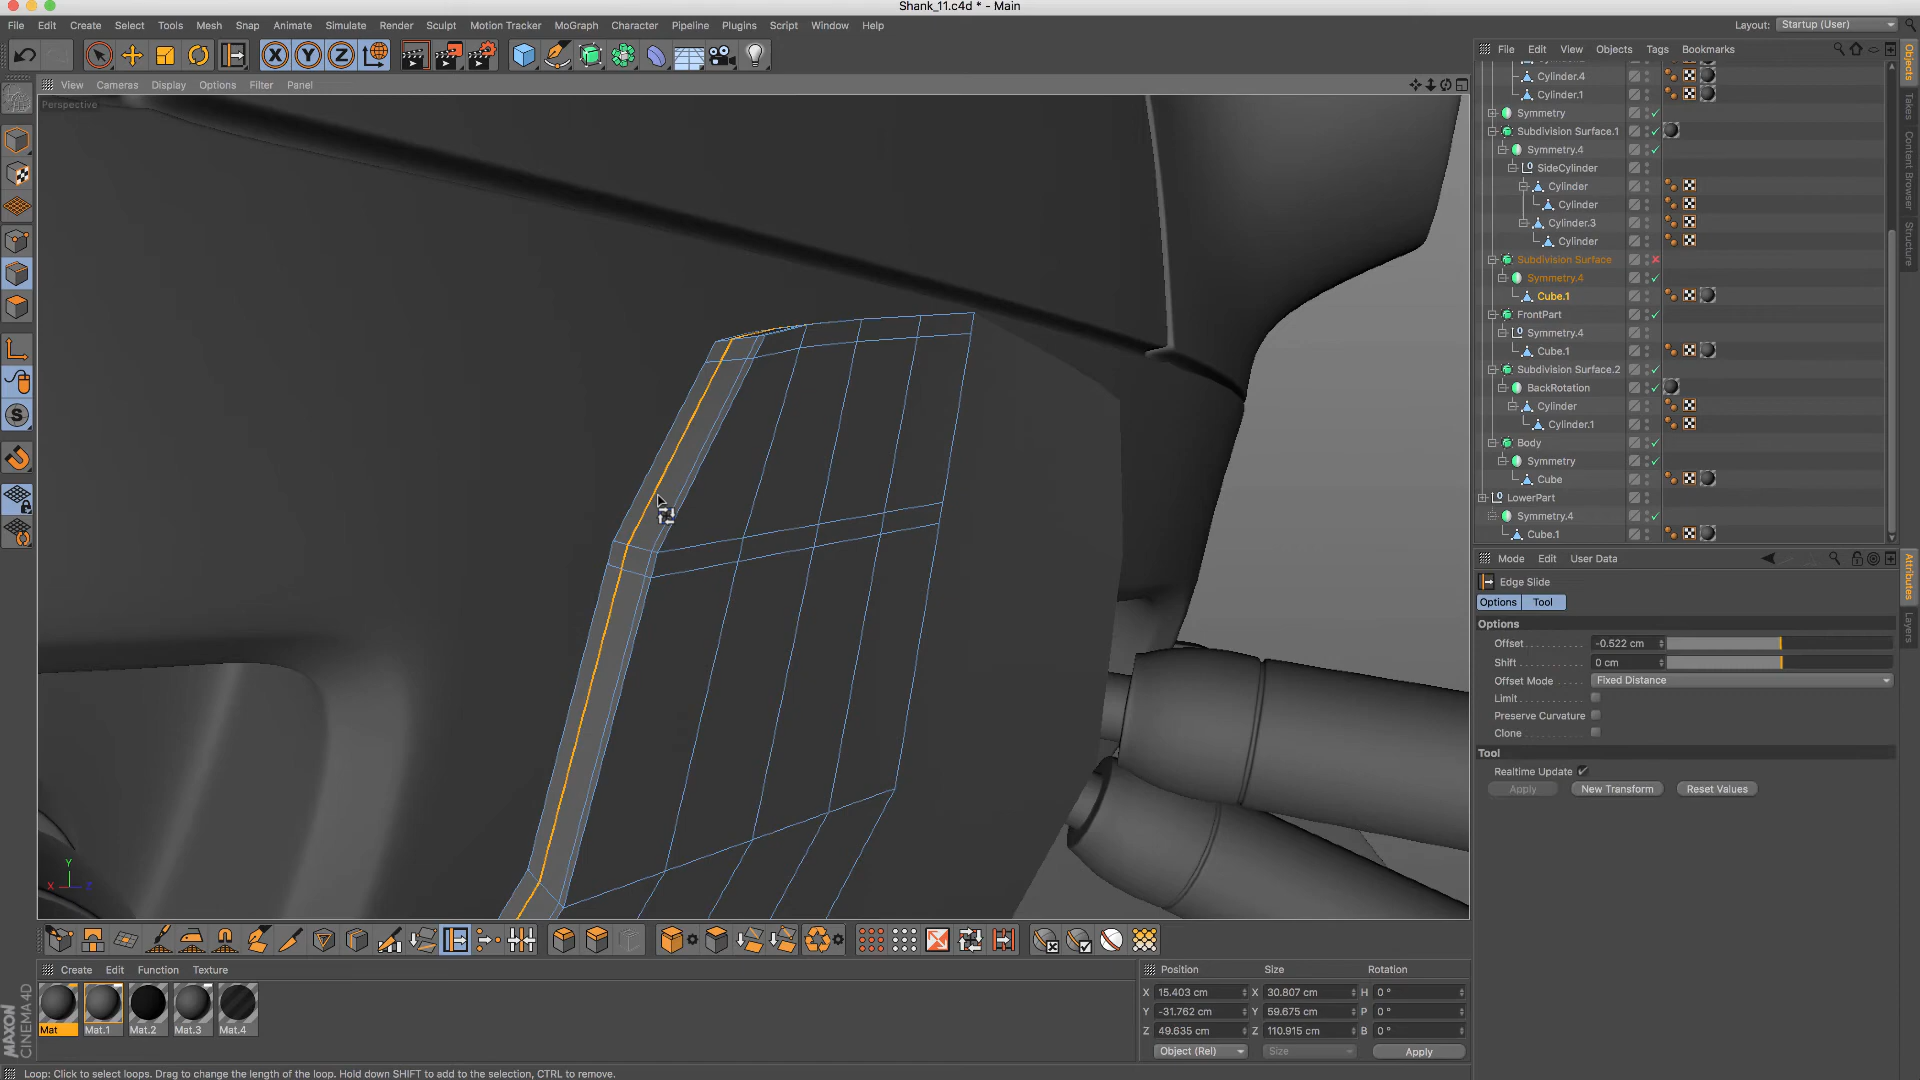 Shank_11.c4d * - Main
File Edit Create Select Tools Mesh Snap Animate Simulate Render Sculpt Motion Tracker MoGraph Character Pipeline Plugins Script Window Help Layout: Startup (User)
File Edit View Objects Tags Bookmarks
View Cameras Display Options Filter Panel
Perspective
Cylinder.4
Cylinder.1
Symmetry
Subdivision Surface.1
Symmetry.4
SideCylinder
Cylinder
Cylinder
Cylinder.3
Cylinder
Subdivision Surface
Symmetry.4
Cube.1
FrontPart
Symmetry.4
Cube.1
Subdivision Surface.2
BackRotation
Cylinder
Cylinder.1
Body
Symmetry
Cube
LowerPart
Symmetry.4
Cube.1
Objects
Takes
Content Browser
Structure
Mode Edit User Data
Edge Slide
Options Tool
Options
Offset -0.522 cm
Shift 0 cm
Offset Mode Fixed Distance
Limit
Preserve Curvature
Clone
Tool
Realtime Update
Apply New Transform Reset Values
Attributes
Layers
Y
X Z
Create Edit Function Texture
Mat Mat.1 Mat.2 Mat.3 Mat.4
MAXON
CINEMA 4D
Position Size Rotation
X 15.403 cm X 30.807 cm H 0 °
Y -31.762 cm Y 59.675 cm P 0 °
Z 49.635 cm Z 110.915 cm B 0 °
Object (Rel) Size Apply
Loop: Click to select loops. Drag to change the length of the loop. Hold down SHIFT to add to the selection, CTRL to remove.